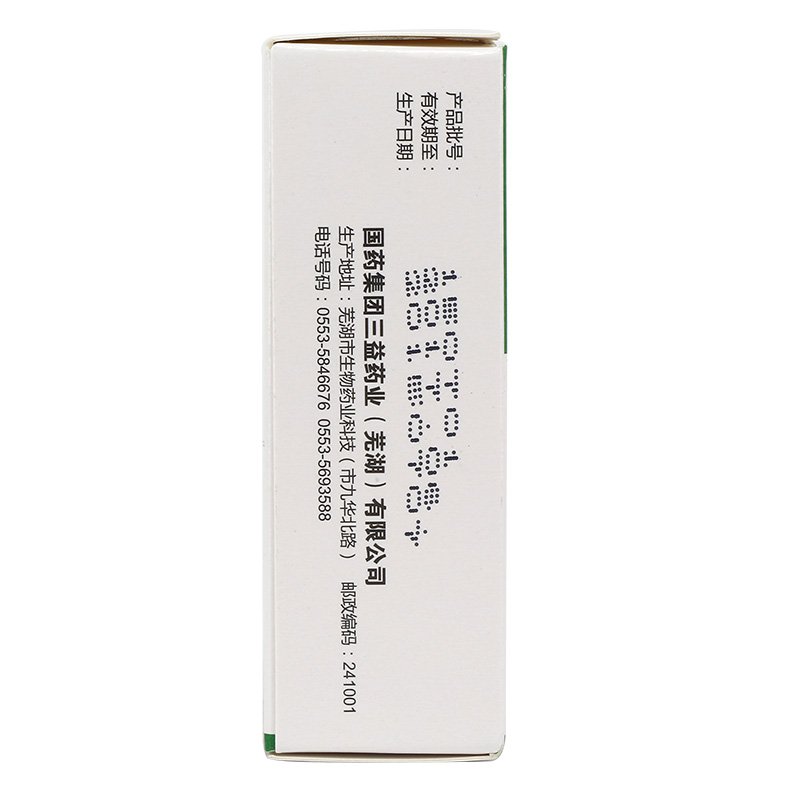 产品批号：
有效期至：
生产日期：
国药集团三益药业（芜湖）有限公司
生产地址：芜湖市生物药业科技（市九华北路） 邮政编码：241001
电话号码：0553-5846676 0553-5693588